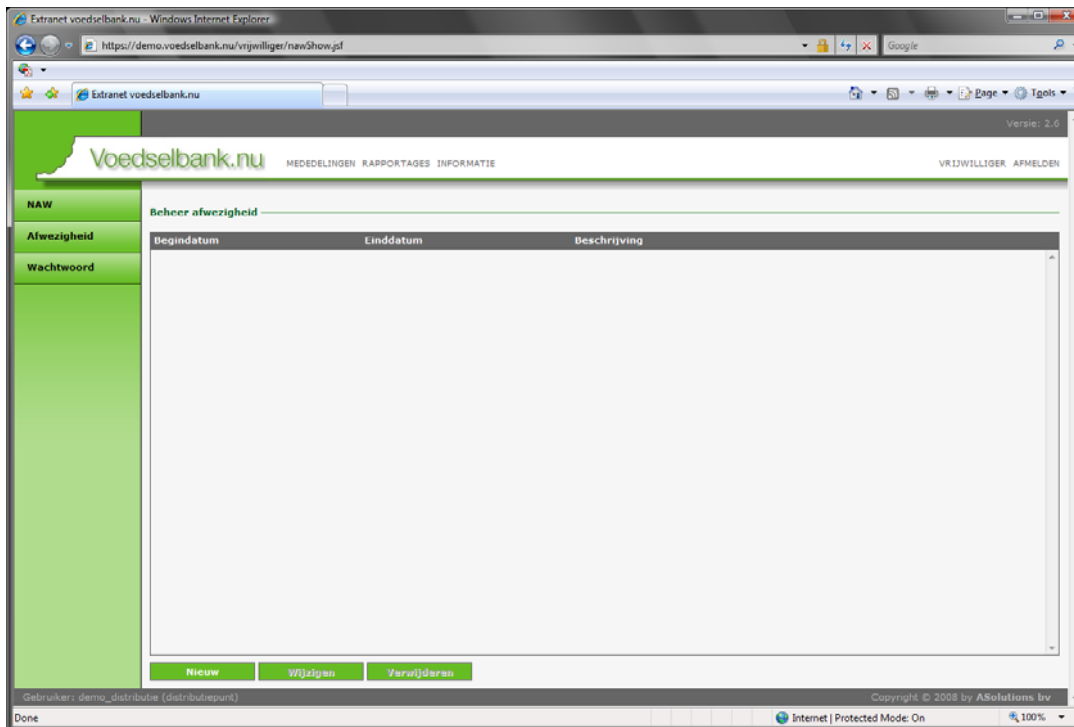 Extranet voedselbank.nu - Windows Internet Explorer
https://demo.voedselbank.nu/vrijwilliger/nawShow.jsf
Google
Extranet voedselbank.nu
Page
Tools
Versie: 2.6
Voedselbank.nu
MEDEDELINGEN RAPPORTAGES INFORMATIE
VRIJWILLIGER AFMELDEN
NAW
Afwezigheid
Wachtwoord
Beheer afwezigheid
Begindatum Einddatum Beschrijving
Nieuw Wijzigen Verwijderen
Gebruiker: demo_distributie (distributiepunt)
Copyright © 2008 by ASolutions bv
Done
Internet | Protected Mode: On
100%